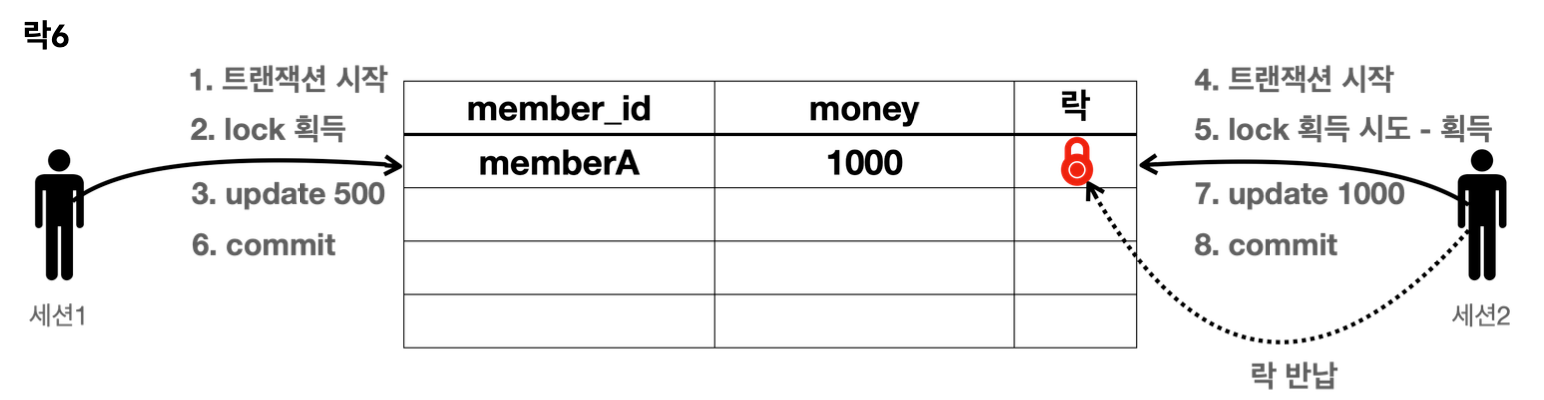 락6
1. 트랜잭션 시작
2. lock 획득
3. update 500
6. commit
세션1
member_id money 락
memberA 1000
4. 트랜잭션 시작
5. lock 획득 시도 - 획득
7. update 1000
8. commit
세션2
락 반납